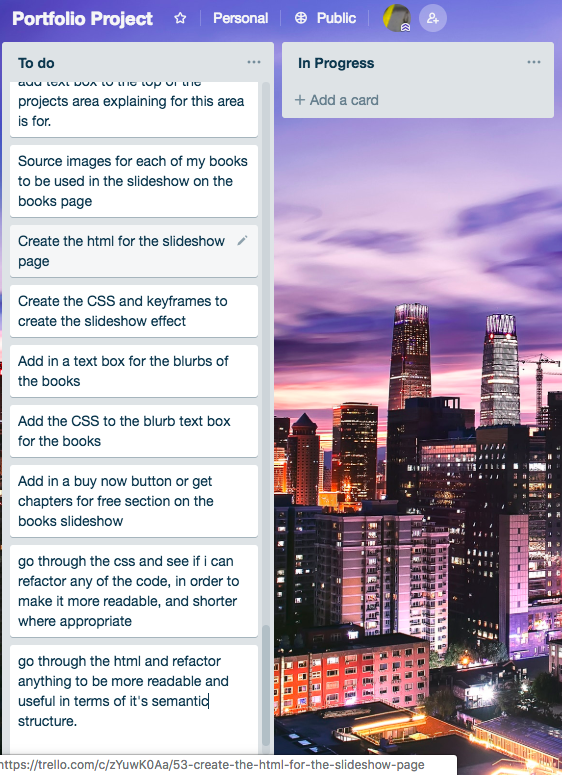 Portfolio Project
Personal
Public
To do
add text box to the top of the
projects area explaining for this area
is for.
Source images for each of my books
to be used in the slideshow on the
books page
Create the html for the slideshow
page
Create the CSS and keyframes to
create the slideshow effect
Add in a text box for the blurbs of
the books
Add the CSS to the blurb text box
for the books
Add in a buy now button or get
chapters for free section on the
books slideshow
go through the css and see if i can
refactor any of the code, in order to
make it more readable, and shorter
where appropriate
go through the html and refactor
anything to be more readable and
useful in terms of it's semantic
structure.
In Progress
+ Add a card
https://trello.com/c/zYuwK0Aa/53-create-the-html-for-the-slideshow-page